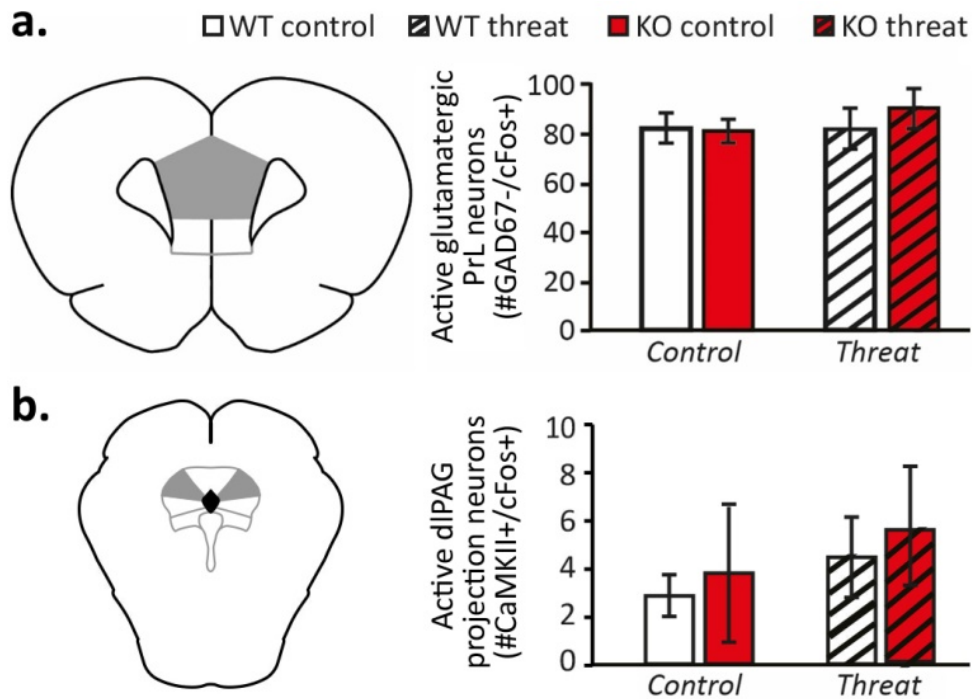 a.
WT control WT threat KO control KO threat
Active glutamatergic
PrL neurons
(#GAD67-/cFos+)
100
80
60
40
20
0
Control Threat
b.
Active dlPAG
projection neurons
(#CaMKII+/cFos+)
10
8
6
4
2
0
Control Threat